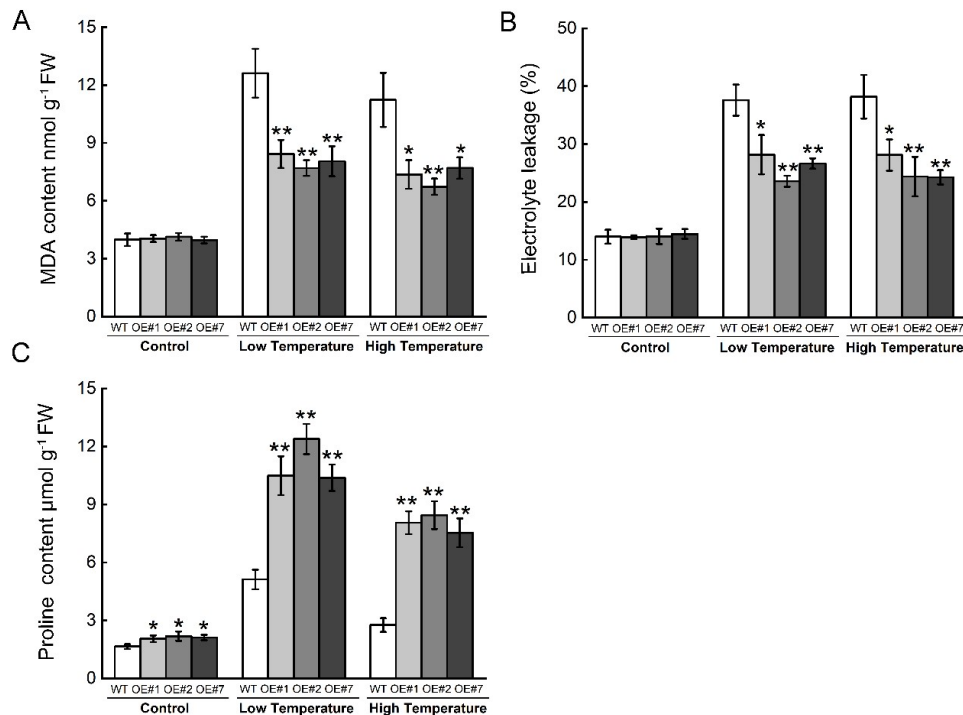 A
MDA content nmol g⁻¹ FW
15
12
9
6
3
0
** ** ** * ** *
WT OE#1 OE#2 OE#7 WT OE#1 OE#2 OE#7 WT OE#1 OE#2 OE#7
Control Low Temperature High Temperature
B
Electrolyte leakage (%)
50
40
30
20
10
0
* ** ** * ** **
WT OE#1 OE#2 OE#7 WT OE#1 OE#2 OE#7 WT OE#1 OE#2 OE#7
Control Low Temperature High Temperature
C
Proline content µmol g⁻¹ FW
15
12
9
6
3
0
* * * ** ** ** ** ** **
WT OE#1 OE#2 OE#7 WT OE#1 OE#2 OE#7 WT OE#1 OE#2 OE#7
Control Low Temperature High Temperature